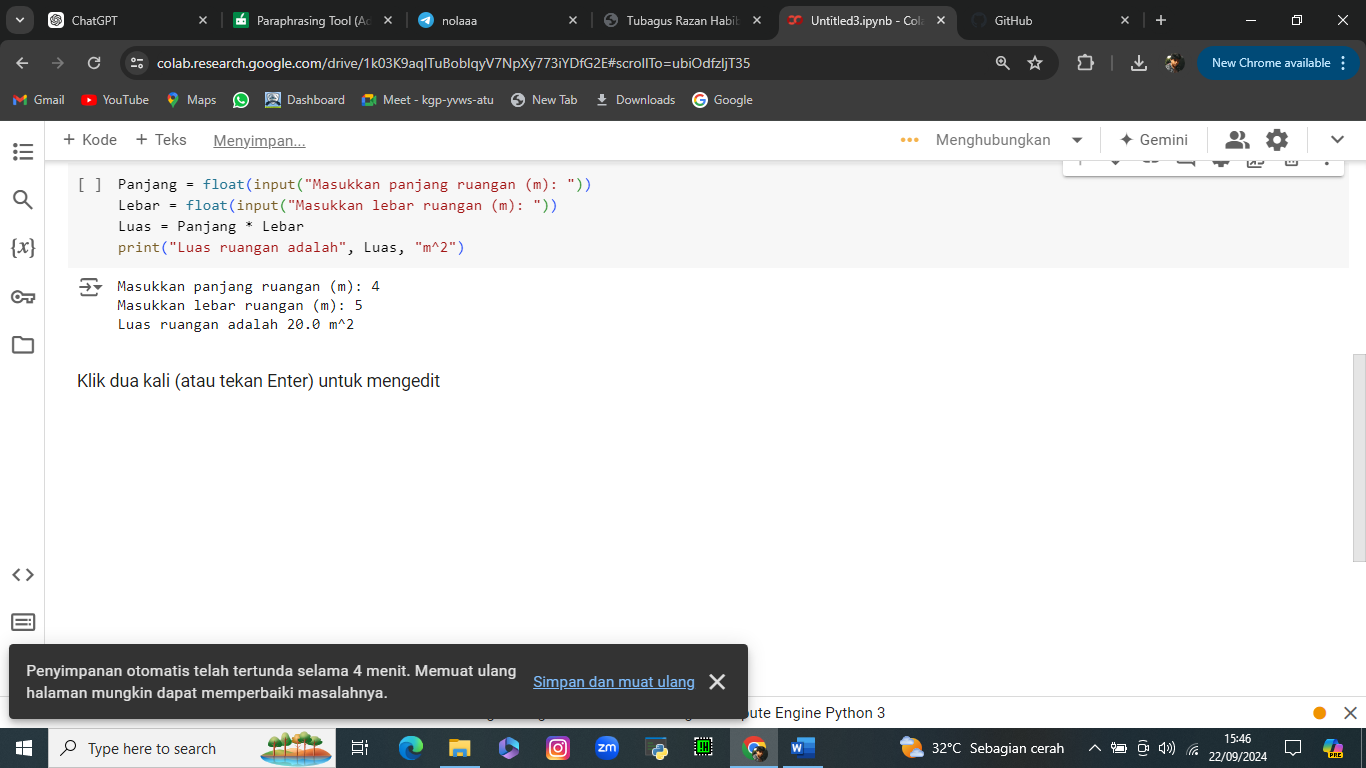 ChatGPT
Paraphrasing Tool (Ad
nolaaa
Tubagus Razan Habib
Untitled3.ipynb - Cola
GitHub
colab.research.google.com/drive/1k03K9aqITuBoblqyV7NpXy773iYDfG2E#scrollTo=ubiOdfzIjT35
New Chrome available
Gmail
YouTube
Maps
Dashboard
Meet - kgp-yvws-atu
New Tab
Downloads
Google
+ Kode
+ Teks
Menyimpan...
Menghubungkan
Gemini
[ ] Panjang = float(input("Masukkan panjang ruangan (m): "))
Lebar = float(input("Masukkan lebar ruangan (m): "))
Luas = Panjang * Lebar
print("Luas ruangan adalah", Luas, "m^2")
Masukkan panjang ruangan (m): 4
Masukkan lebar ruangan (m): 5
Luas ruangan adalah 20.0 m^2
{x}
Klik dua kali (atau tekan Enter) untuk mengedit
Penyimpanan otomatis telah tertunda selama 4 menit. Memuat ulang
halaman mungkin dapat memperbaiki masalahnya.
Simpan dan muat ulang
pute Engine Python 3
Type here to search
zm
W
32°C Sebagian cerah
15:46
22/09/2024
PRE